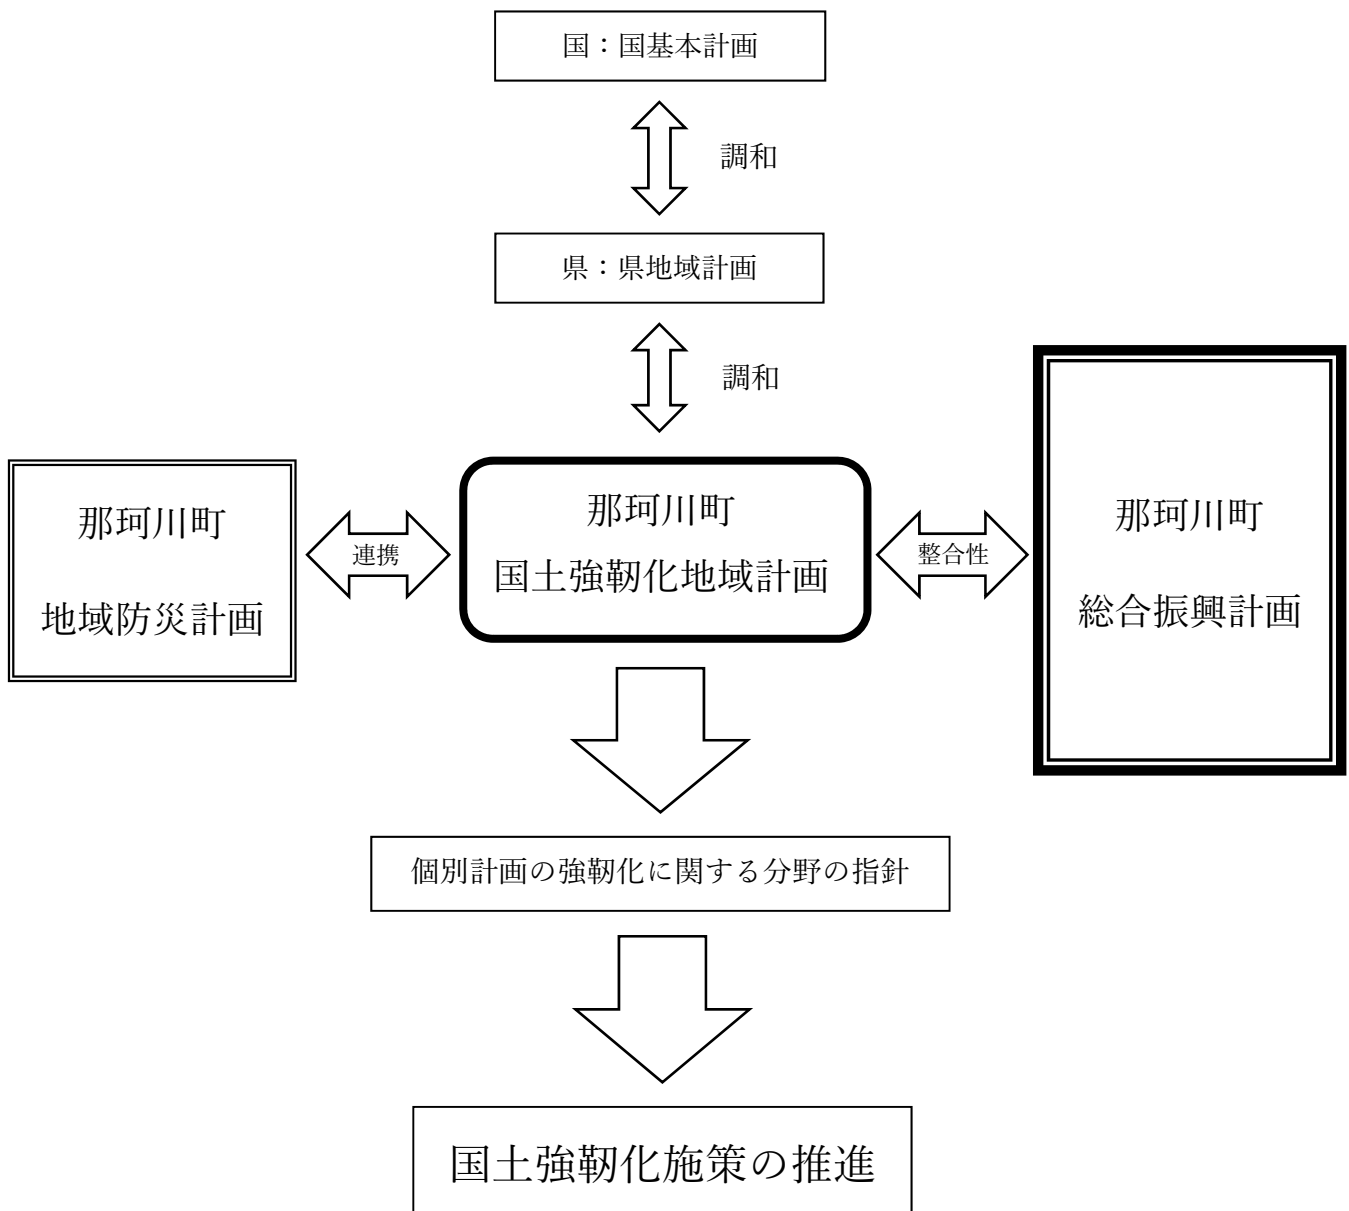 国：国基本計画
調和
県：県地域計画
調和
那珂川町
地域防災計画
連携
那珂川町
国土強靭化地域計画
整合性
那珂川町
総合振興計画
個別計画の強靭化に関する分野の指針
国土強靭化施策の推進